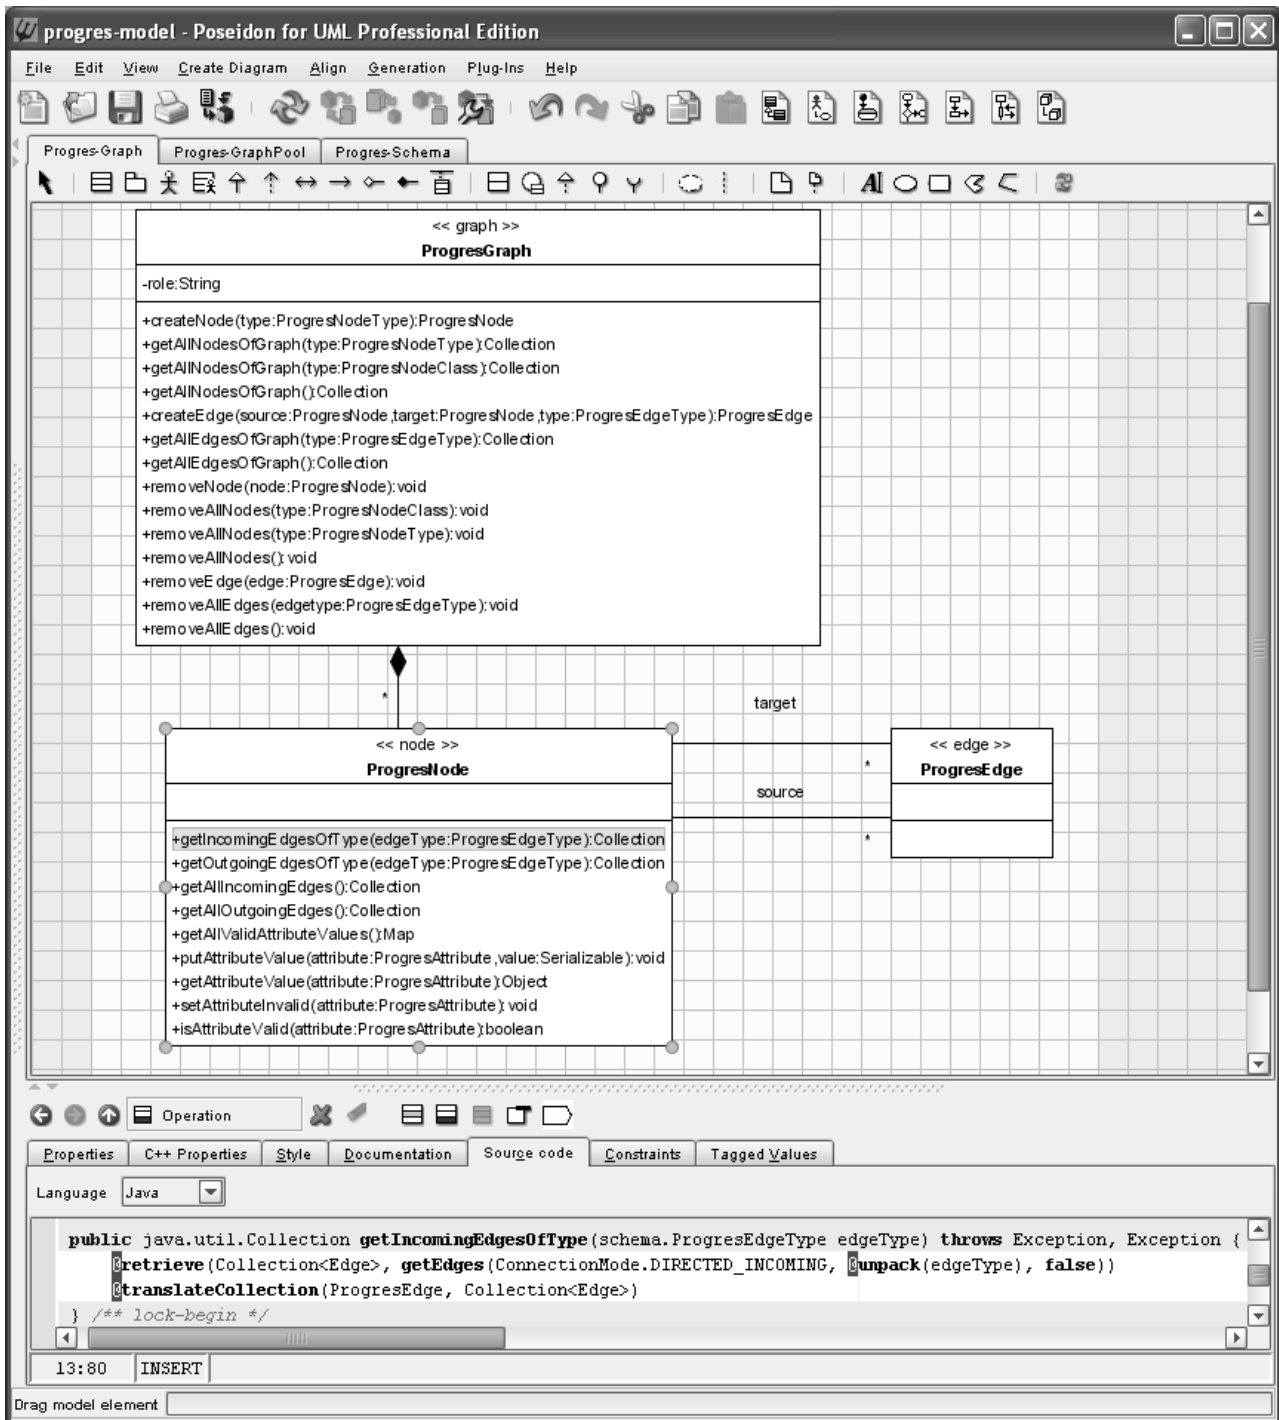 progres-model - Poseidon for UML Professional Edition
File Edit View Create Diagram Align Generation Plug-Ins Help
Progres-Graph Progres-GraphPool Progres-Schema
A
<< graph >>
ProgresGraph
-role:String
+createNode(type:ProgresNodeType):ProgresNode
+getAllNodesOfGraph(type:ProgresNodeType):Collection
+getAllNodesOfGraph(type:ProgresNodeClass):Collection
+getAllNodesOfGraph():Collection
+createEdge(source:ProgresNode,target:ProgresNode,type:ProgresEdgeType):ProgresEdge
+getAllEdgesOfGraph(type:ProgresEdgeType):Collection
+getAllEdgesOfGraph():Collection
+removeNode(node:ProgresNode):void
+removeAllNodes(type:ProgresNodeClass):void
+removeAllNodes(type:ProgresNodeType):void
+removeAllNodes():void
+removeEdge(edge:ProgresEdge):void
+removeAllEdges(edgetype:ProgresEdgeType):void
+removeAllEdges():void
*
target
<< node >>
ProgresNode
<< edge >>
ProgresEdge
*
source
*
+getIncomingEdgesOfType(edgeType:ProgresEdgeType):Collection
+getOutgoingEdgesOfType(edgeType:ProgresEdgeType):Collection
+getAllIncomingEdges():Collection
+getAllOutgoingEdges():Collection
+getAllValidAttributeValues():Map
+putAttributeValue(attribute:ProgresAttribute,value:Serializable):void
+getAttributeValue(attribute:ProgresAttribute):Object
+setAttributeInvalid(attribute:ProgresAttribute):void
+isAttributeValid(attribute:ProgresAttribute):boolean
Operation
Properties C++ Properties Style Documentation Source code Constraints Tagged Values
Language Java
public java.util.Collection getIncomingEdgesOfType(schema.ProgresEdgeType edgeType) throws Exception, Exception {
@retrieve(Collection<Edge>, getEdges(ConnectionMode.DIRECTED_INCOMING, @unpack(edgeType), false))
@translateCollection(ProgresEdge, Collection<Edge>)
} /** lock-begin */
13:80 INSERT
Drag model element